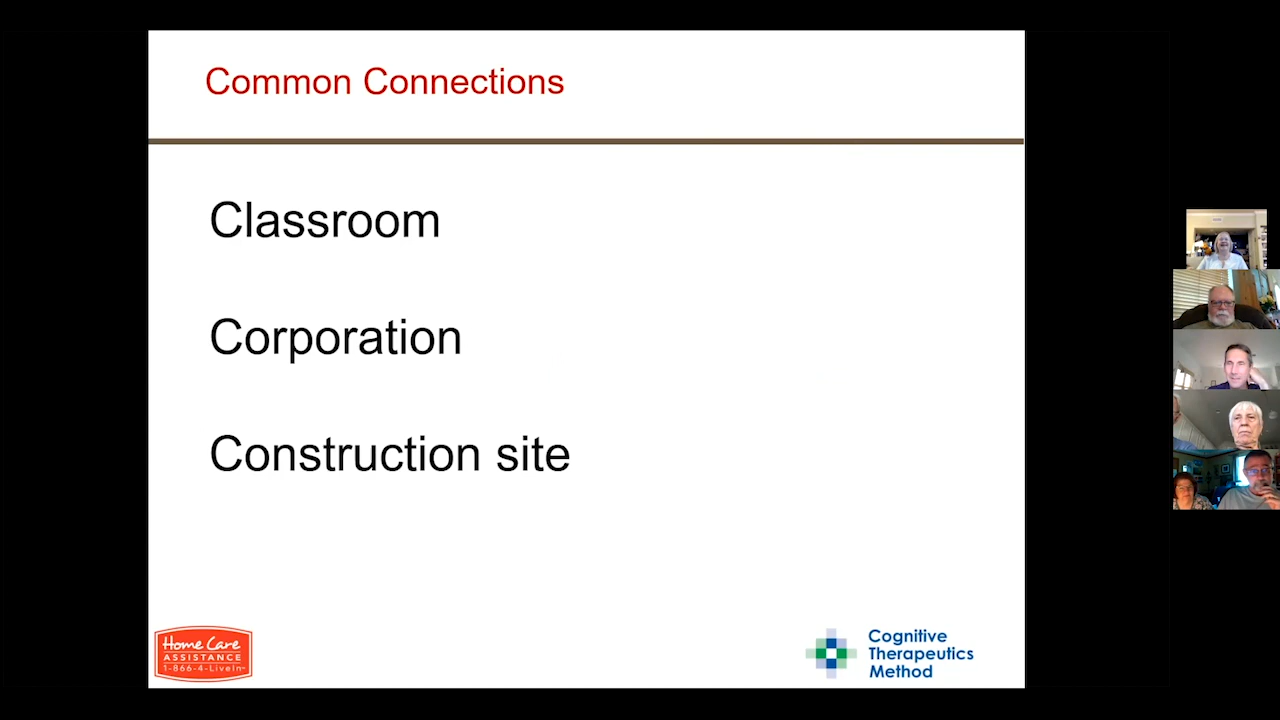 Common Connections
Classroom
Corporation
Construction site
Home Care
ASSISTANCE
1-866-4-LiveIn
Cognitive
Therapeutics
Method